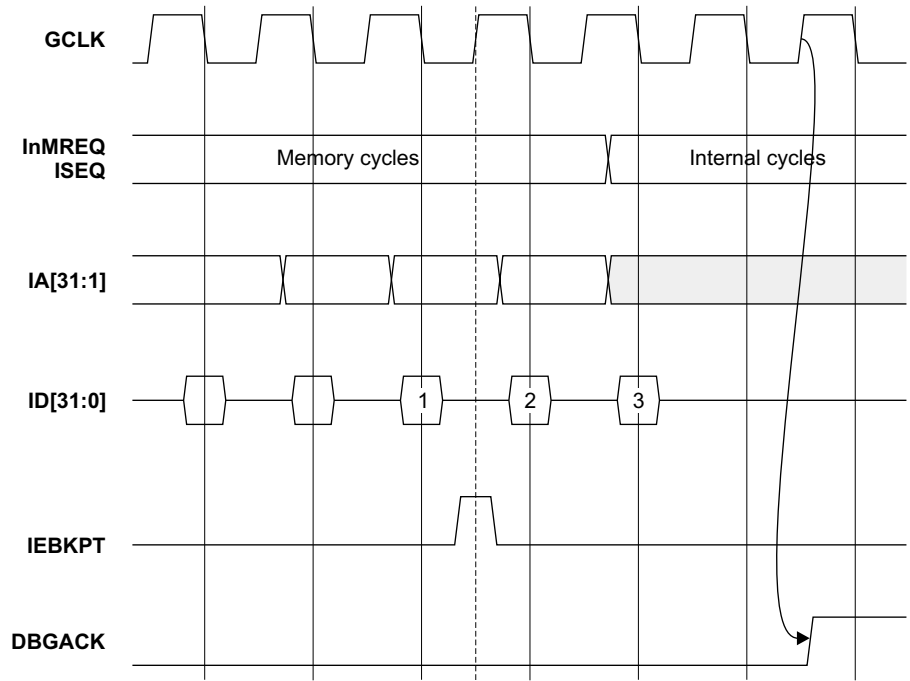 GCLK
InMREQ
ISEQ
Memory cycles
Internal cycles
IA[31:1]
ID[31:0]
1
2
3
IEBKPT
DBGACK